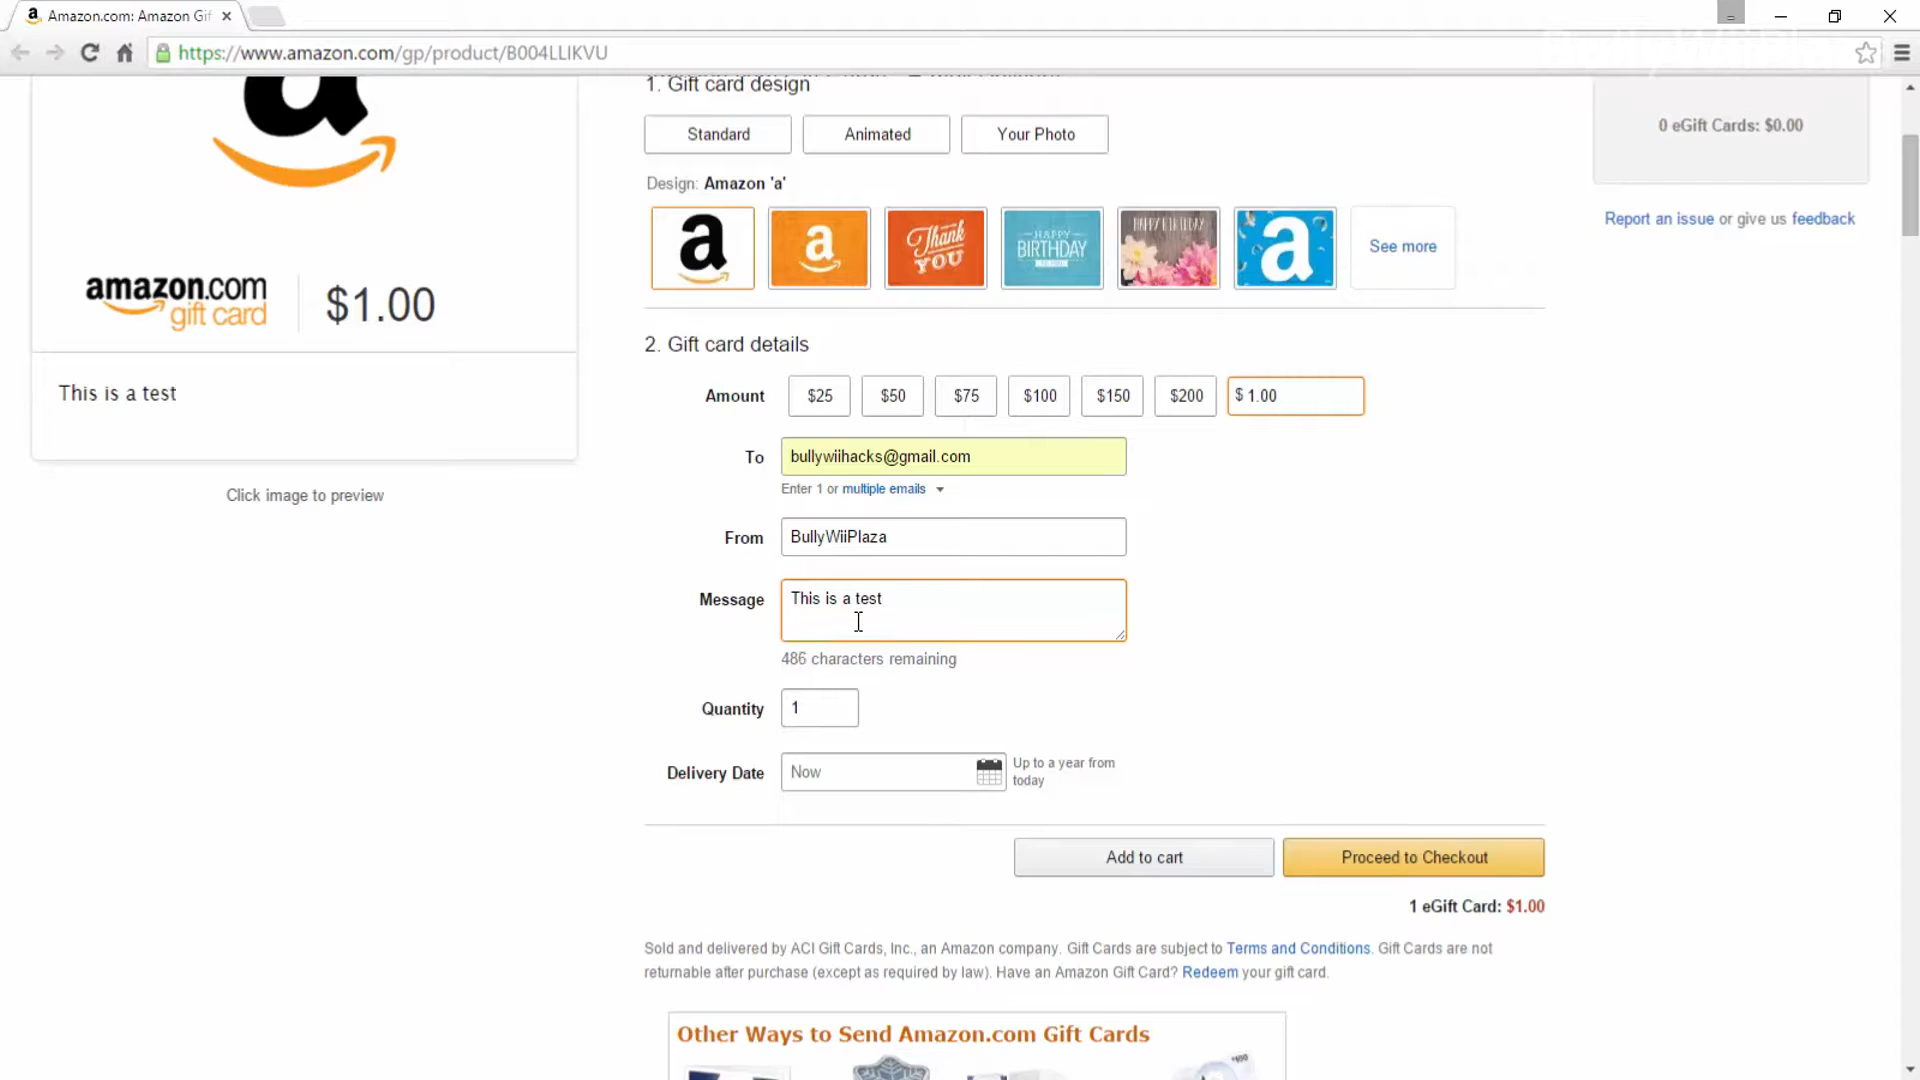 Amazon.com: Amazon Gif
https://www.amazon.com/gp/product/B004LLIKVU
amazon.com
gift card
$1.00
This is a test
Click image to preview
1. Gift card design
Standard
Animated
Your Photo
Design: Amazon 'a'
Thank
YOU
HAPPY
BIRTHDAY
HAPPY BIRTHDAY
See more
2. Gift card details
Amount
$25
$50
$75
$100
$150
$200
$ 1.00
To
bullywiihacks@gmail.com
Enter 1 or multiple emails
From
BullyWiiPlaza
Message
This is a test
486 characters remaining
Quantity
1
Delivery Date
Now
Up to a year from
today
Add to cart
Proceed to Checkout
1 eGift Card: $1.00
Sold and delivered by ACI Gift Cards, Inc., an Amazon company. Gift Cards are subject to Terms and Conditions. Gift Cards are not
returnable after purchase (except as required by law). Have an Amazon Gift Card? Redeem your gift card.
Other Ways to Send Amazon.com Gift Cards
$100
0 eGift Cards: $0.00
Report an issue or give us feedback